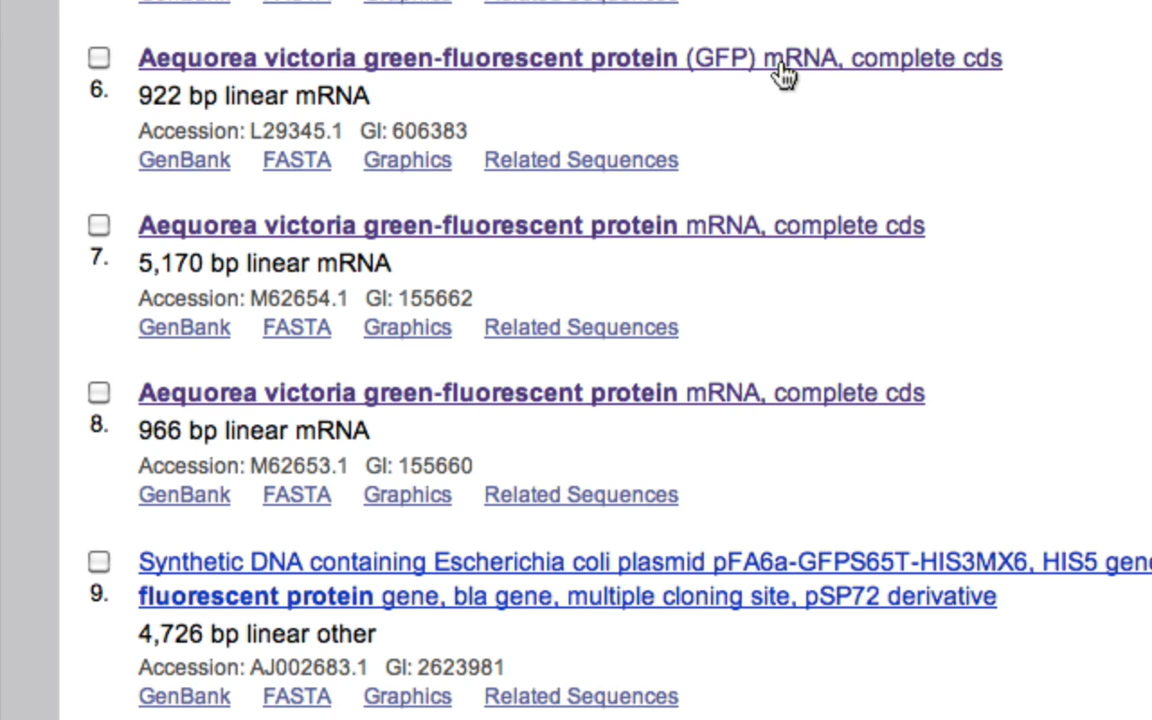 Aequorea victoria green-fluorescent protein (GFP) mRNA, complete cds
6.
922 bp linear mRNA
Accession: L29345.1 GI: 606383
GenBank FASTA Graphics Related Sequences
Aequorea victoria green-fluorescent protein mRNA, complete cds
7.
5,170 bp linear mRNA
Accession: M62654.1 GI: 155662
GenBank FASTA Graphics Related Sequences
Aequorea victoria green-fluorescent protein mRNA, complete cds
8.
966 bp linear mRNA
Accession: M62653.1 GI: 155660
GenBank FASTA Graphics Related Sequences
Synthetic DNA containing Escherichia coli plasmid pFA6a-GFPS65T-HIS3MX6, HIS5
9.
fluorescent protein gene, bla gene, multiple cloning site, pSP72 derivative
4,726 bp linear other
Accession: AJ002683.1 GI: 2623981
GenBank FASTA Graphics Related Sequences